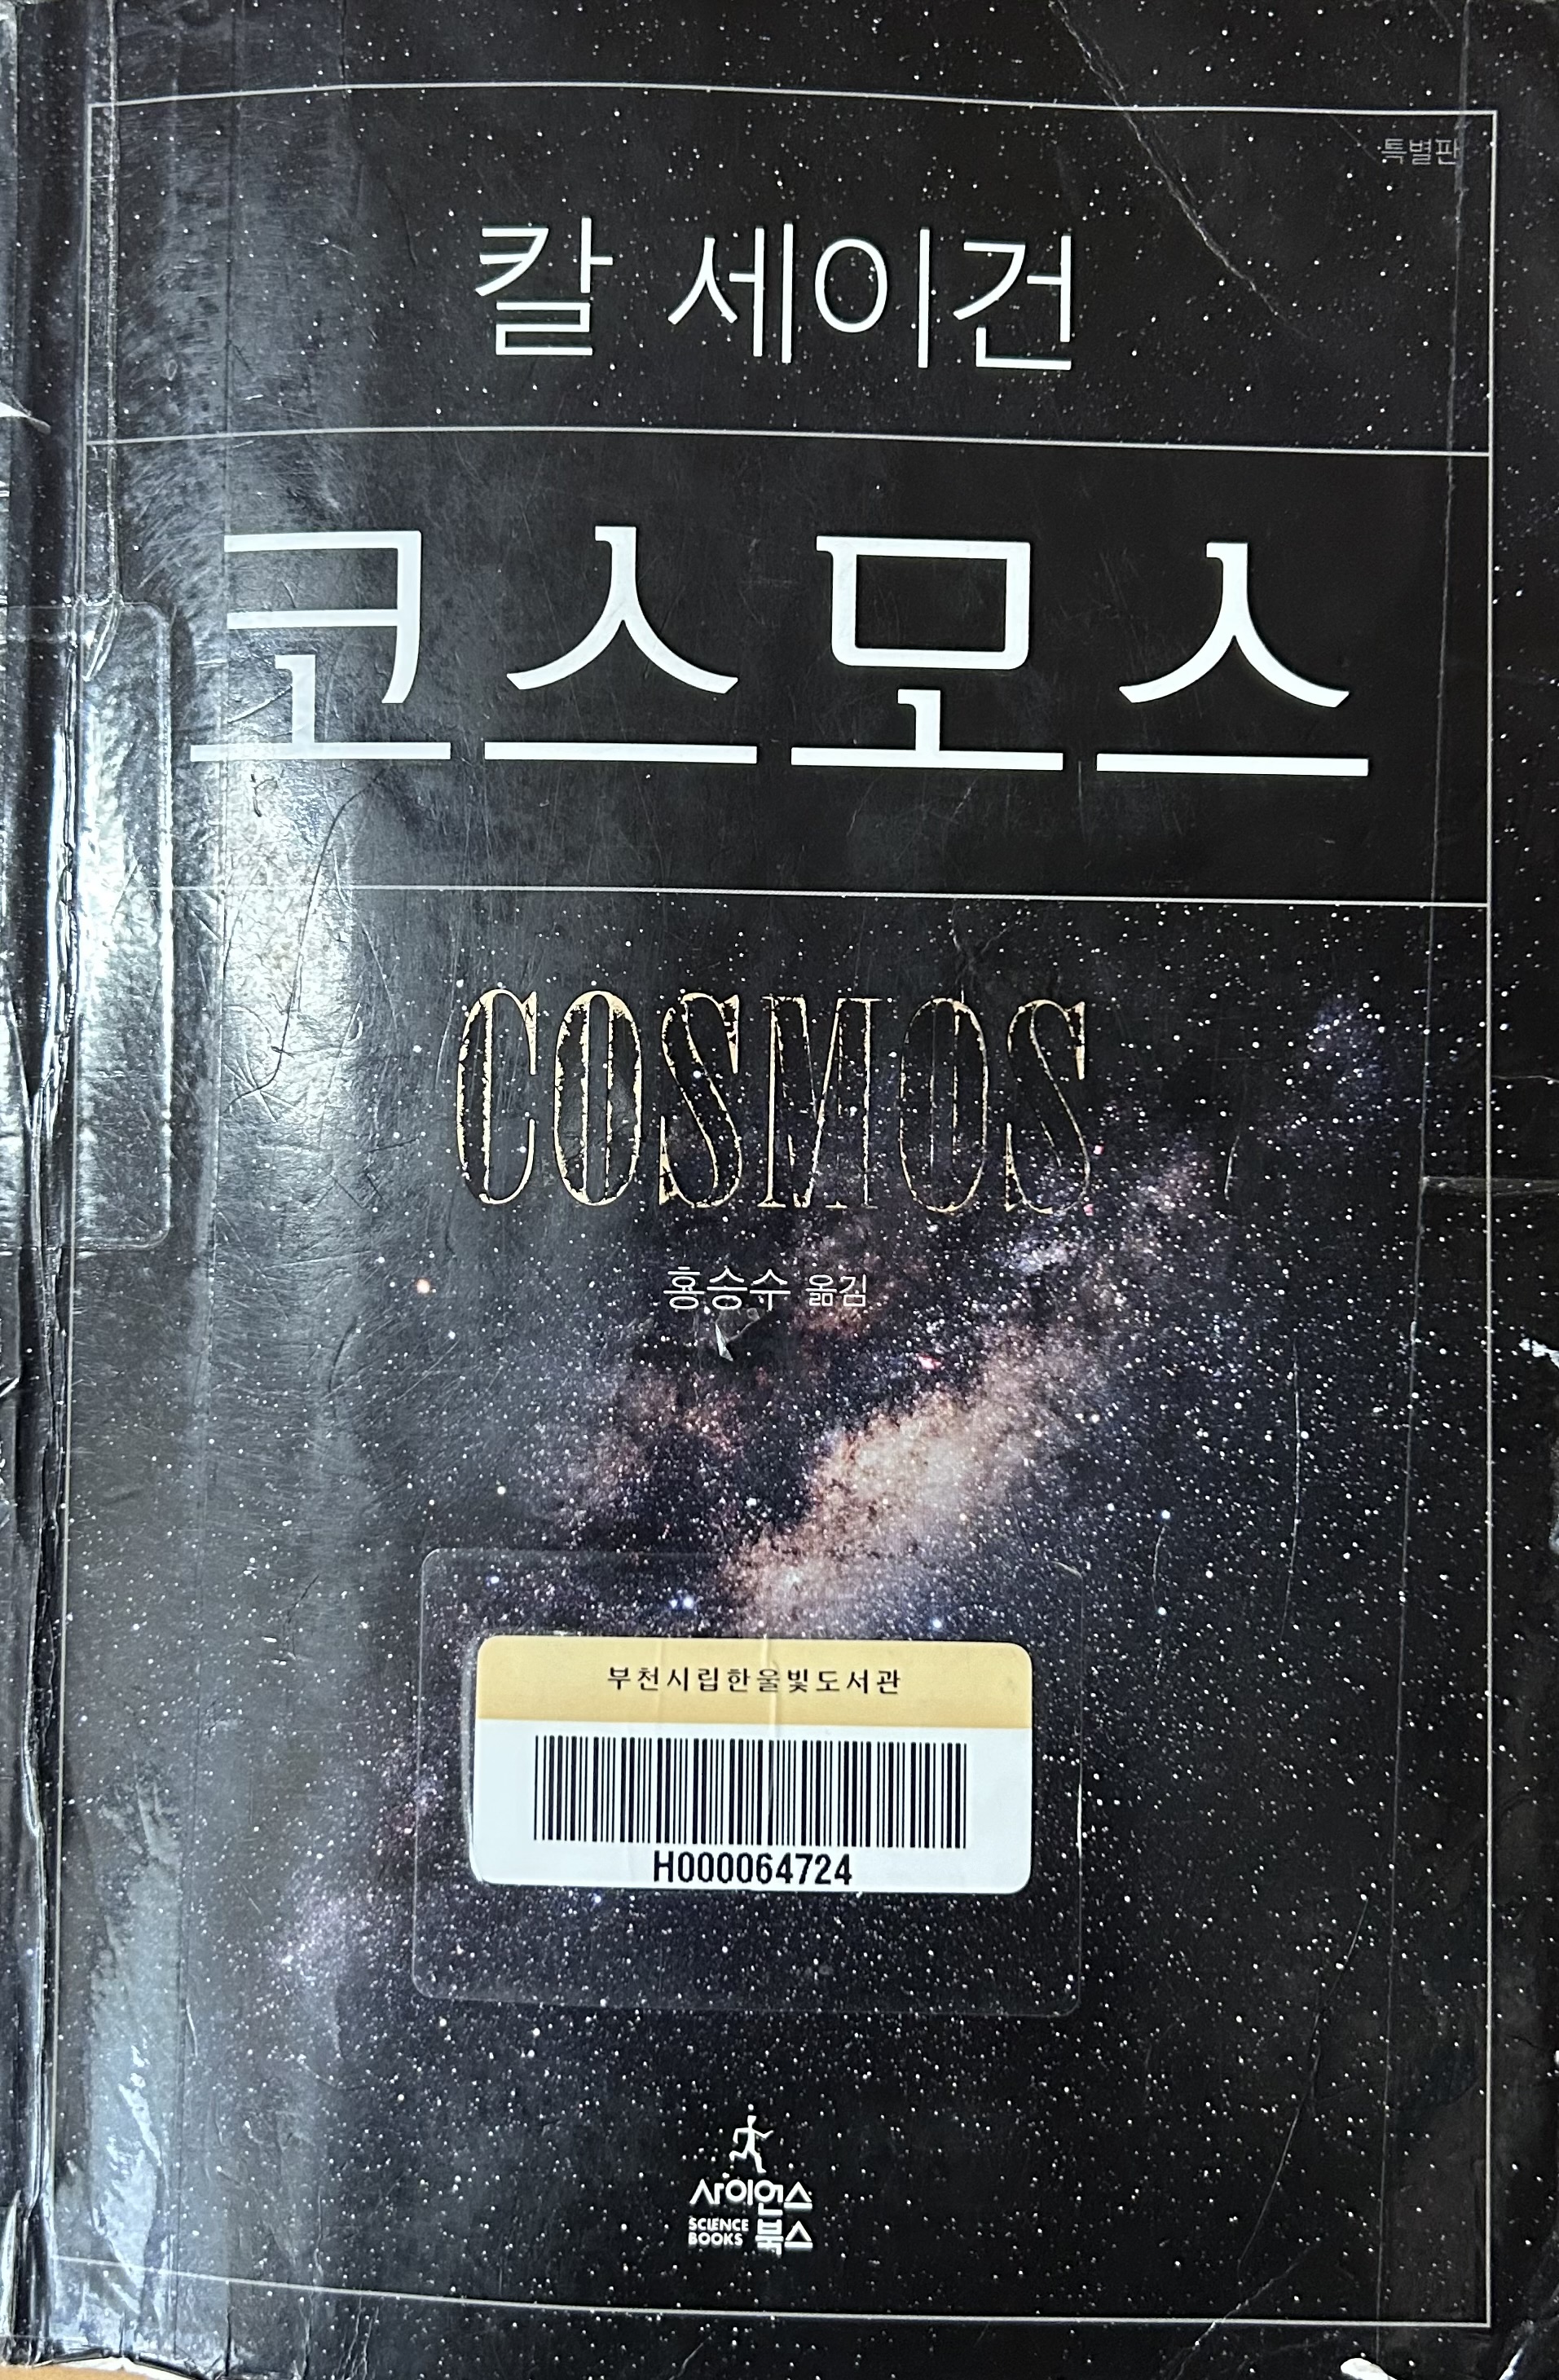 특별판
칼 세이건
코스모스
COSMOS
홍승수 옮김
부천시립한울빛도서관
H000064724
사이언스
SCIENCE
BOOKS 북스